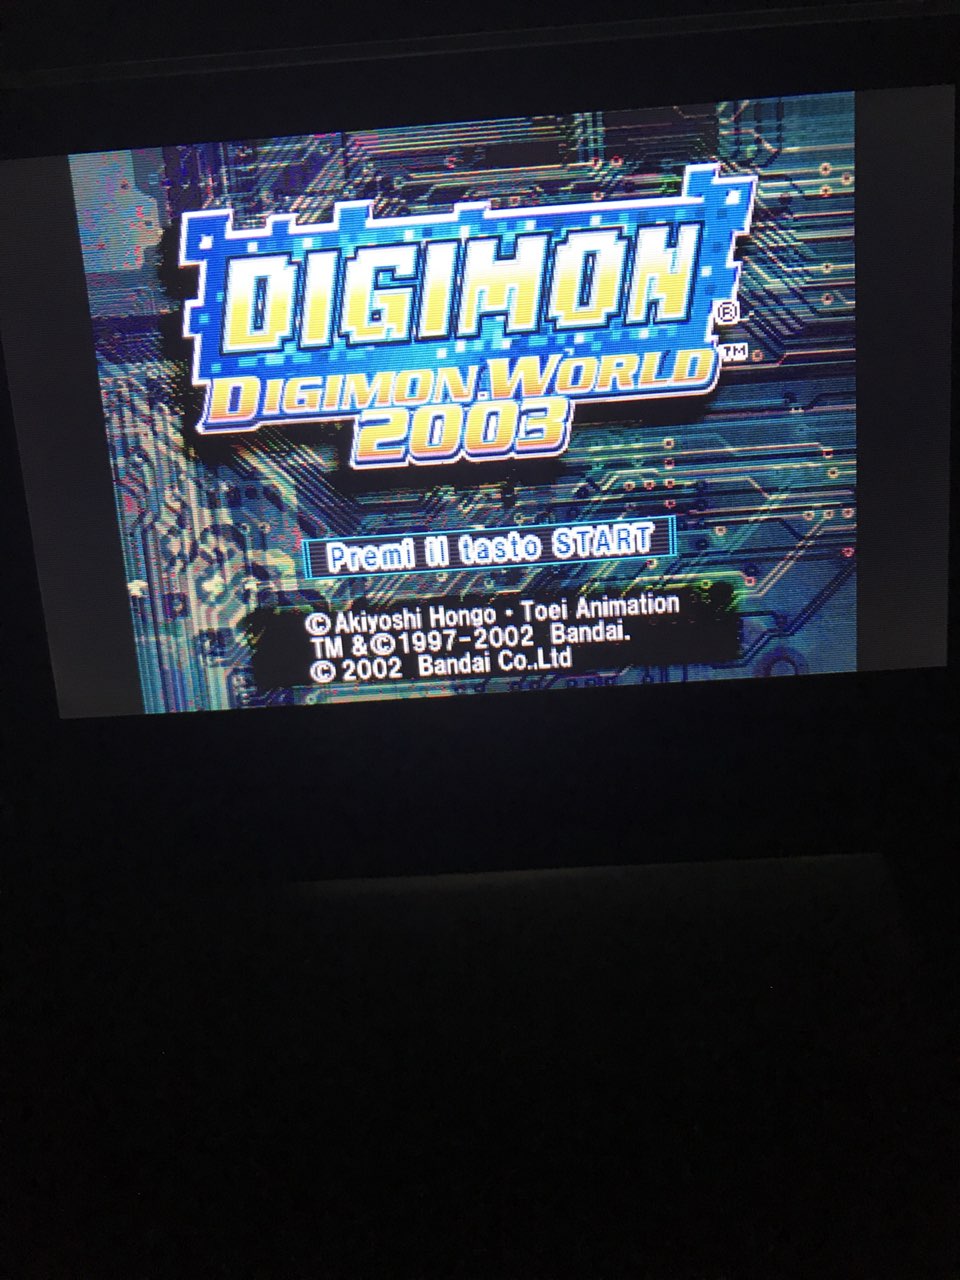 DIGIMON ®
DIGIMON WORLD ™
2003
Premi il tasto START
©Akiyoshi Hongo・Toei Animation
TM &©1997-2002 Bandai.
© 2002 Bandai Co.,Ltd